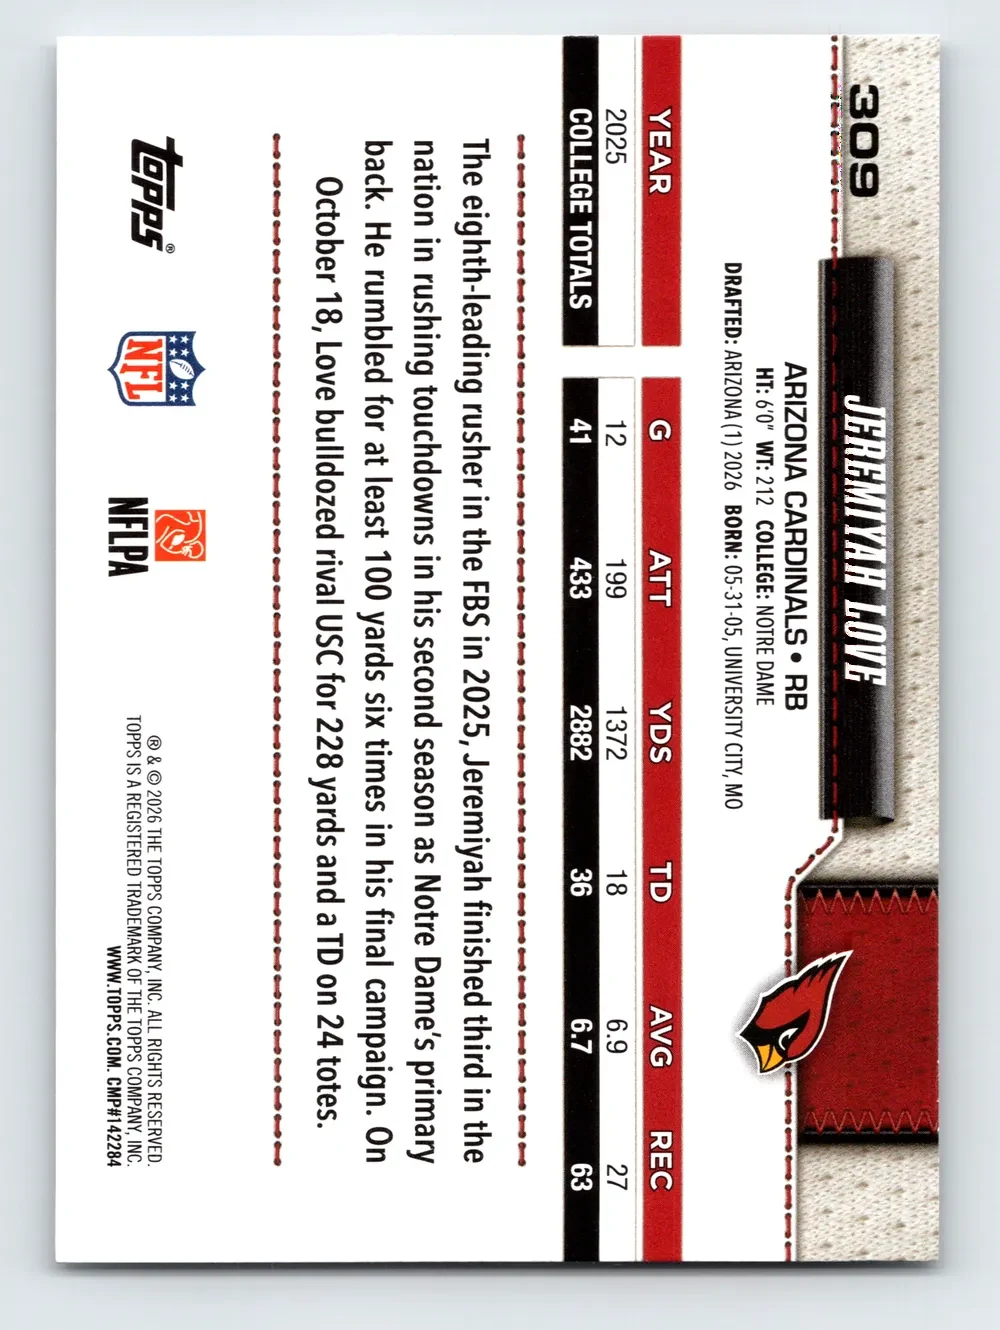 309
JEREMIYAH LOVE
ARIZONA CARDINALS • RB
HT: 6'0" WT: 212 COLLEGE: NOTRE DAME
DRAFTED: ARIZONA (1) 2026 BORN: 05-31-05, UNIVERSITY CITY, MO
YEAR G ATT YDS TD AVG REC
2025 12 199 1372 18 6.9 27
COLLEGE TOTALS 41 433 2882 36 6.7 63
The eighth-leading rusher in the FBS in 2025, Jeremiyah finished third in the
nation in rushing touchdowns in his second season as Notre Dame's primary
back. He rumbled for at least 100 yards six times in his final campaign. On
October 18, Love bulldozed rival USC for 228 yards and a TD on 24 totes.
topps®
NFL
NFLPA
® & © 2026 THE TOPPS COMPANY, INC. ALL RIGHTS RESERVED.
TOPPS IS A REGISTERED TRADEMARK OF THE TOPPS COMPANY, INC.
WWW.TOPPS.COM. CMP#142284